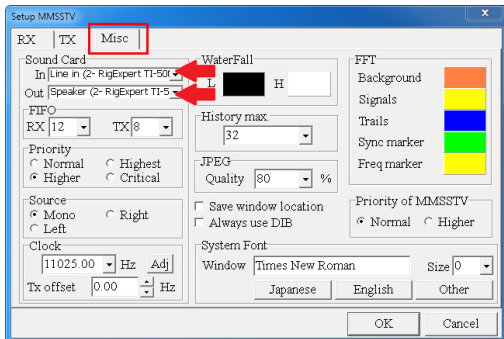 Setup MMSSTV
RX TX Misc
Sound Card
In Line in (2- RigExpert TI-50(
Out Speaker (2- RigExpert TI-5
FIFO
RX 12 TX 8
Priority
Normal Highest
Higher Critical
Source
Mono Right
Left
Clock
11025.00 Hz Adj
Tx offset 0.00 Hz
WaterFall
L H
History max.
32
JPEG
Quality 80 %
Save window location
Always use DIB
FFT
Background
Signals
Trails
Sync marker
Freq marker
Priority of MMSSTV
Normal Higher
System Font
Window Times New Roman Size 0
Japanese English Other
OK Cancel